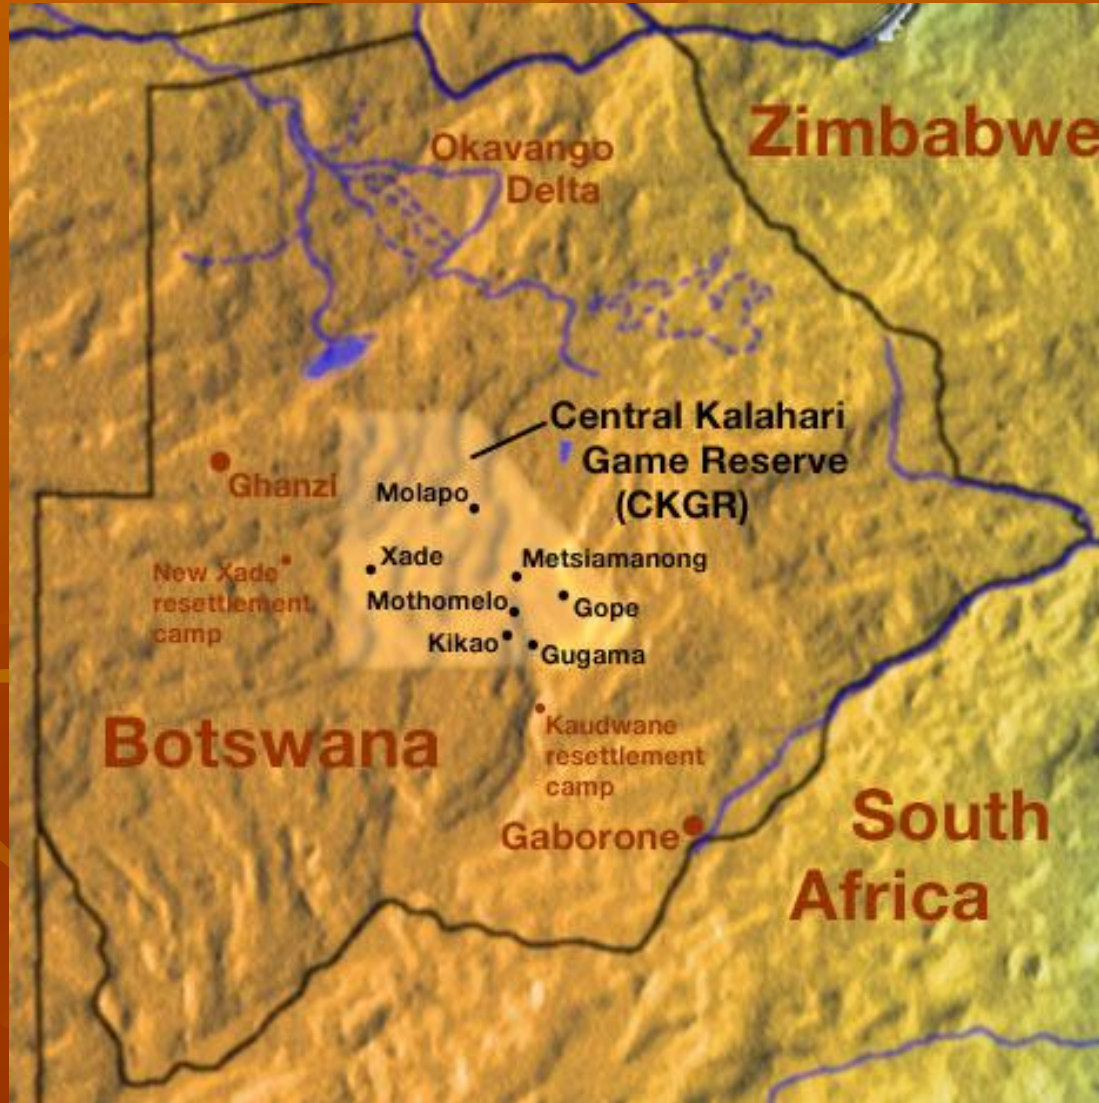 Zimbabwe
Okavango
Delta
Central Kalahari
Game Reserve
(CKGR)
Ghanzi
Molapo
Xade
Metsiamanong
New Xade
resettlement
camp
Mothomelo
Gope
Kikao
Gugama
Botswana
Kaudwane
resettlement
camp
Gaborone
South
Africa